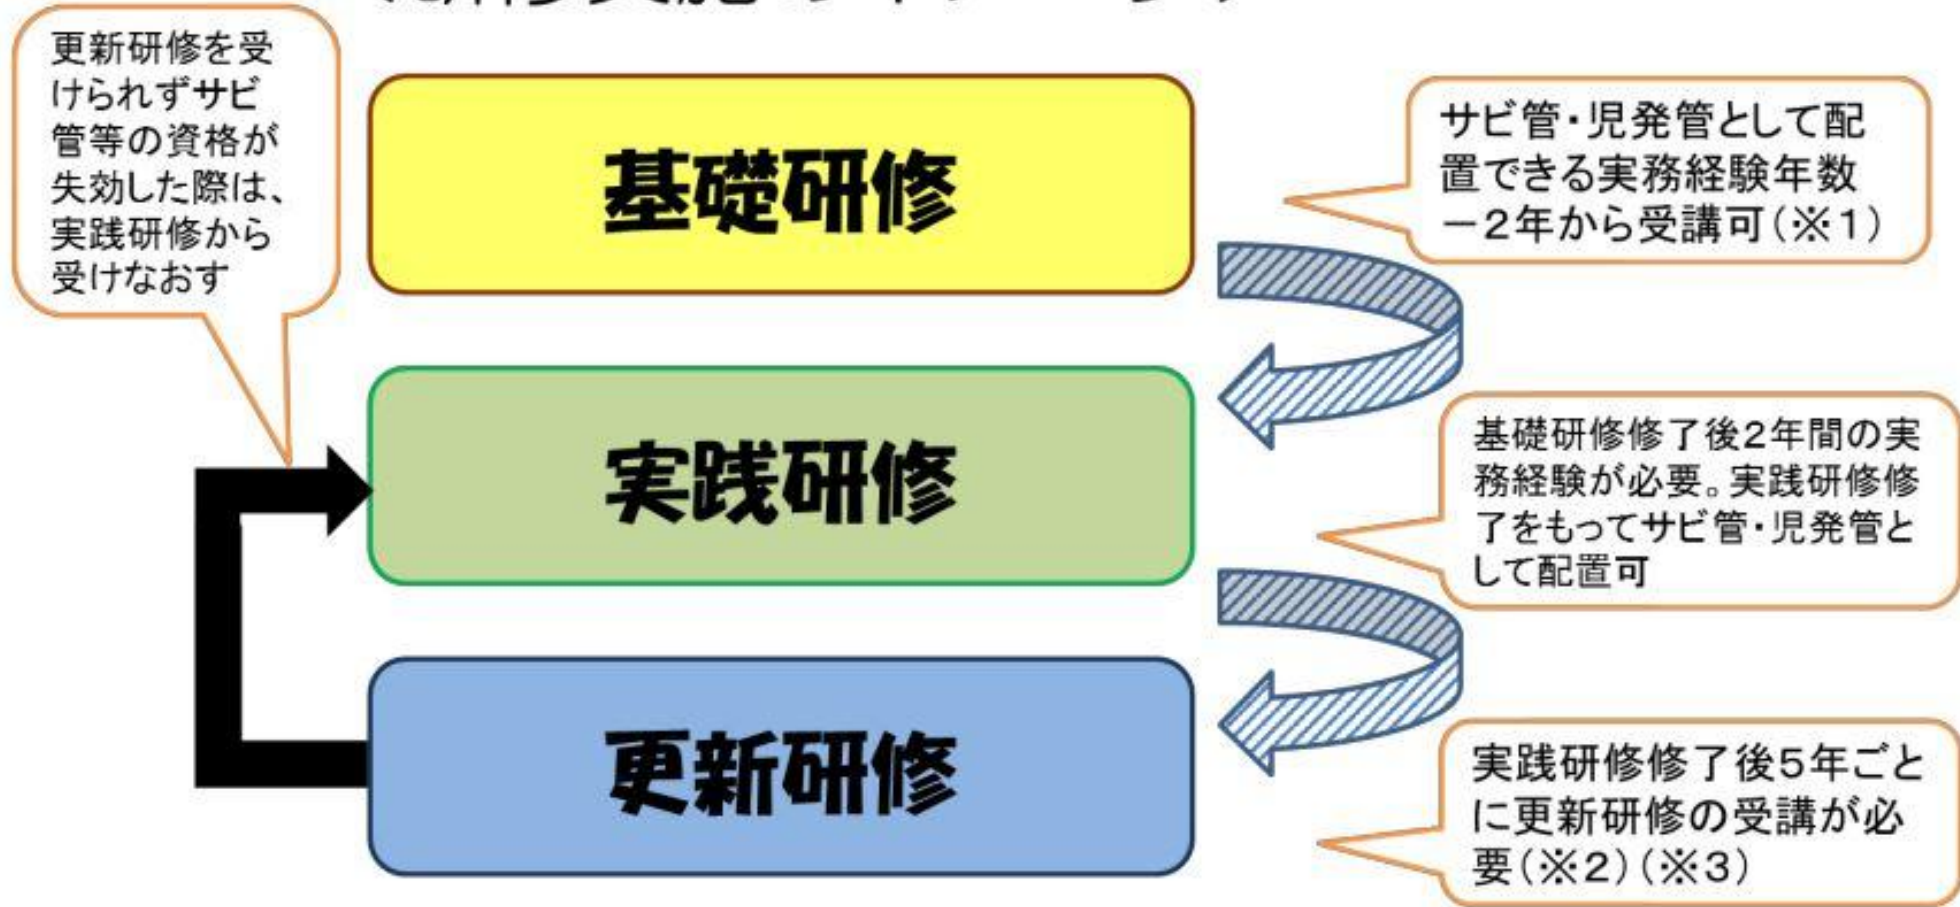 更新研修を受
けられずサビ
管等の資格が
失効した際は、
実践研修から
受けなおす
基礎研修
サビ管・児発管として配
置できる実務経験年数
－2年から受講可(※1)
実践研修
基礎研修修了後2年間の実
務経験が必要。実践研修修
了をもってサビ管・児発管と
して配置可
更新研修
実践研修修了後5年ごと
に更新研修の受講が必
要(※2)(※3)